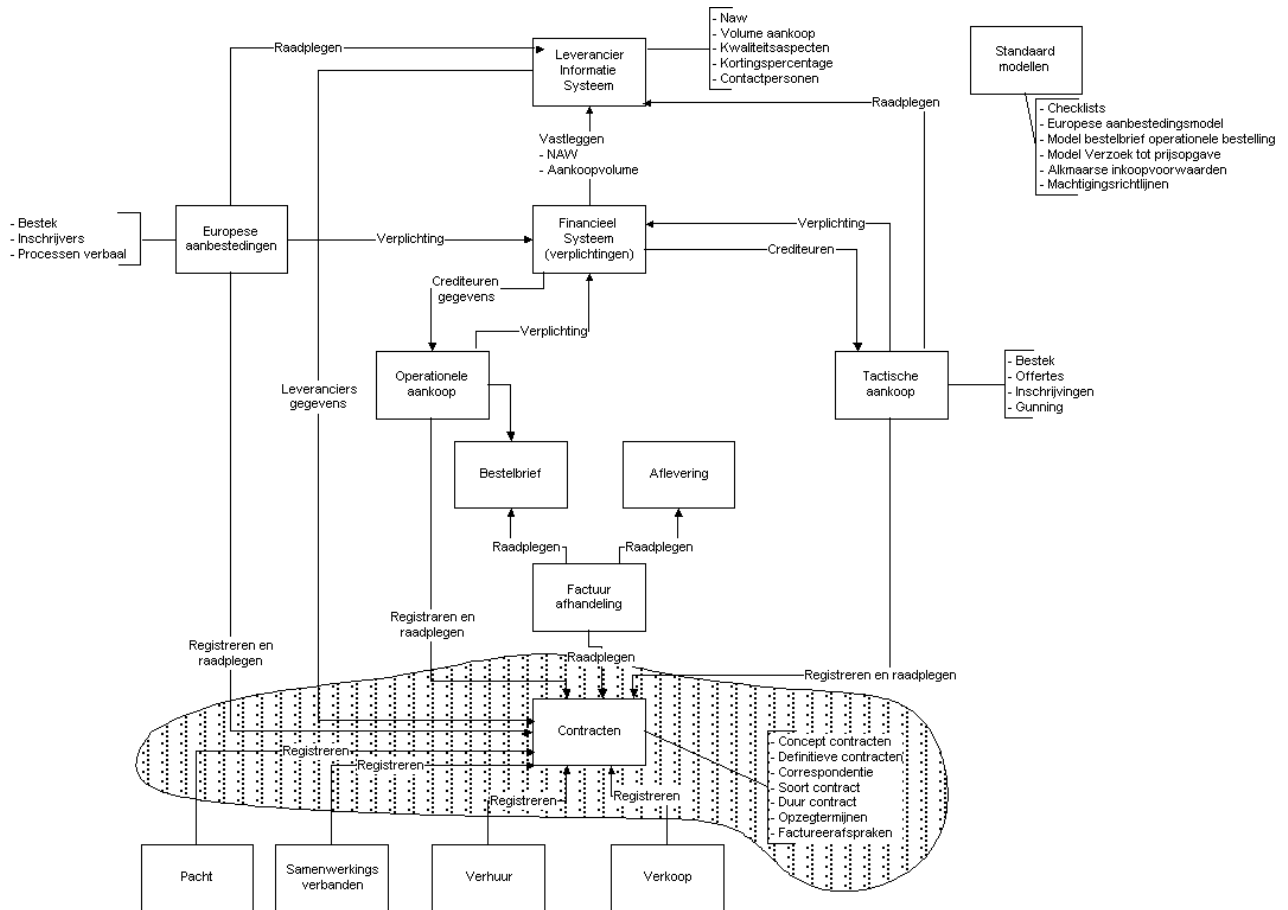 - Naw
- Volume aankoop
- Kwaliteitsaspecten
- Kortingspercentage
- Contactpersonen
Raadplegen
Leverancier
Informatie
Systeem
Standaard
modellen
Raadplegen
- Checklists
- Europese aanbestedingsmodel
- Model bestelbrief operationele bestelling
- Model Verzoek tot prijsopgave
- Alkmaarse inkoopvoorwaarden
- Machtigingsrichtlijnen
Vastleggen
- NAW
- Aankoopvolume
- Bestek
- Inschrijvers
- Processen verbaal
Europese
aanbestedingen
Verplichting
Financieel
Systeem
(verplichtingen)
Verplichting
Crediteuren
Crediteuren
gegevens
Verplichting
Leveranciers
gegevens
Operationele
aankoop
Tactische
aankoop
- Bestek
- Offertes
- Inschrijvingen
- Gunning
Bestelbrief
Aflevering
Raadplegen
Raadplegen
Factuur
afhandeling
Registraren en
raadplegen
Registreren en
raadplegen
Raadplegen
Registreren en raadplegen
Contracten
Registreren
Registreren
Registreren
Registreren
- Concept contracten
- Definitieve contracten
- Correspondentie
- Soort contract
- Duur contract
- Opzegtermijnen
- Factureerafspraken
Pacht
Samenwerkings
verbanden
Verhuur
Verkoop